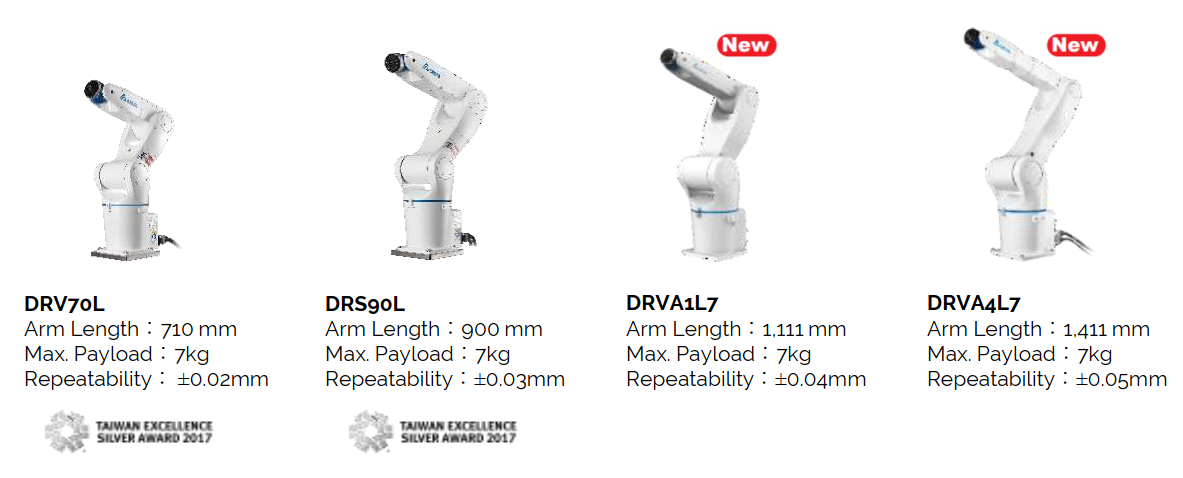 New
New
DRV70L
Arm Length：710 mm
Max. Payload：7kg
Repeatability： ±0.02mm
TAIWAN EXCELLENCE
SILVER AWARD 2017
DRS90L
Arm Length：900 mm
Max. Payload：7kg
Repeatability：±0.03mm
TAIWAN EXCELLENCE
SILVER AWARD 2017
DRVA1L7
Arm Length：1,111 mm
Max. Payload：7kg
Repeatability：±0.04mm
DRVA4L7
Arm Length：1,411 mm
Max. Payload：7kg
Repeatability：±0.05mm